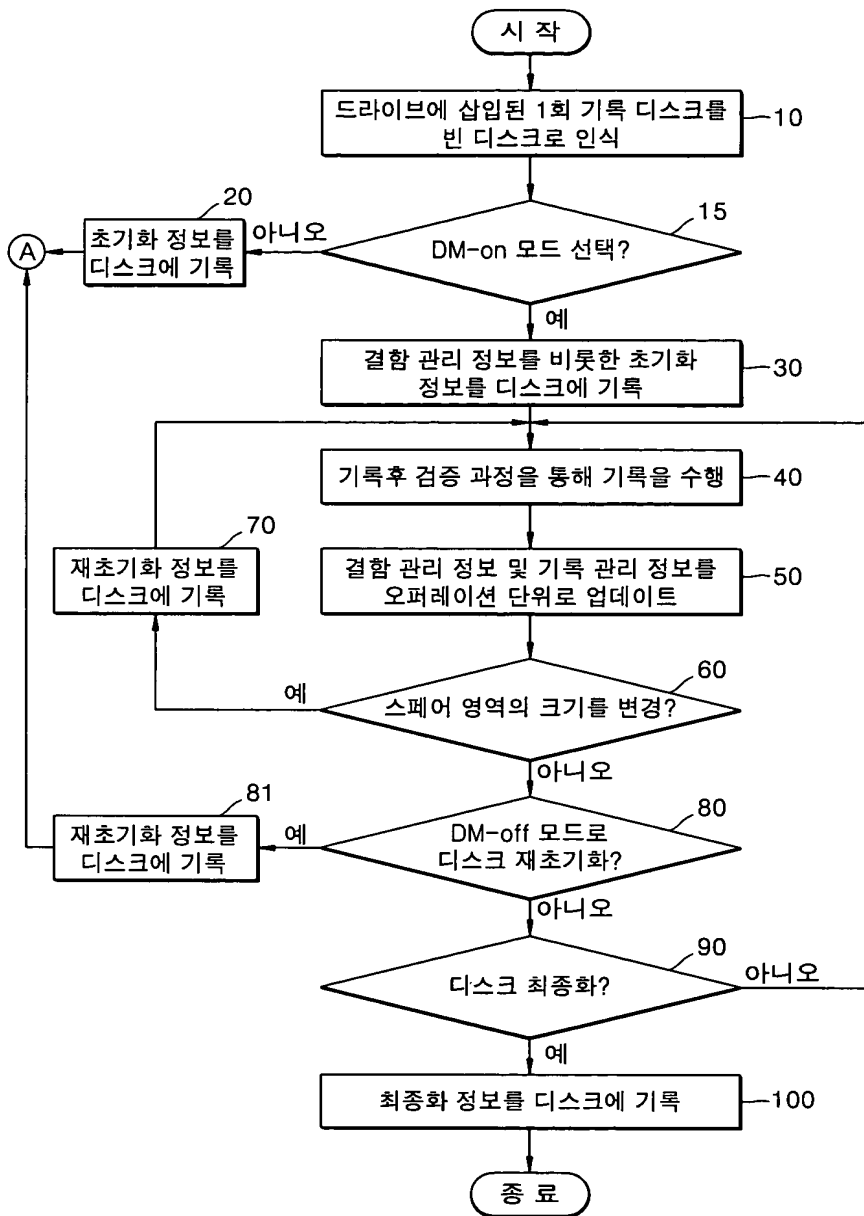 시 작
드라이브에 삽입된 1회 기록 디스크를
빈 디스크로 인식
10
15
DM-on 모드 선택?
아니오
20
초기화 정보를
디스크에 기록
A
예
결함 관리 정보를 비롯한 초기화
정보를 디스크에 기록
30
기록후 검증 과정을 통해 기록을 수행
40
결함 관리 정보 및 기록 관리 정보를
오퍼레이션 단위로 업데이트
50
70
재초기화 정보를
디스크에 기록
60
스페어 영역의 크기를 변경?
예
아니오
80
DM-off 모드로
디스크 재초기화?
예
81
재초기화 정보를
디스크에 기록
아니오
90
디스크 최종화?
아니오
예
최종화 정보를 디스크에 기록
100
종 료